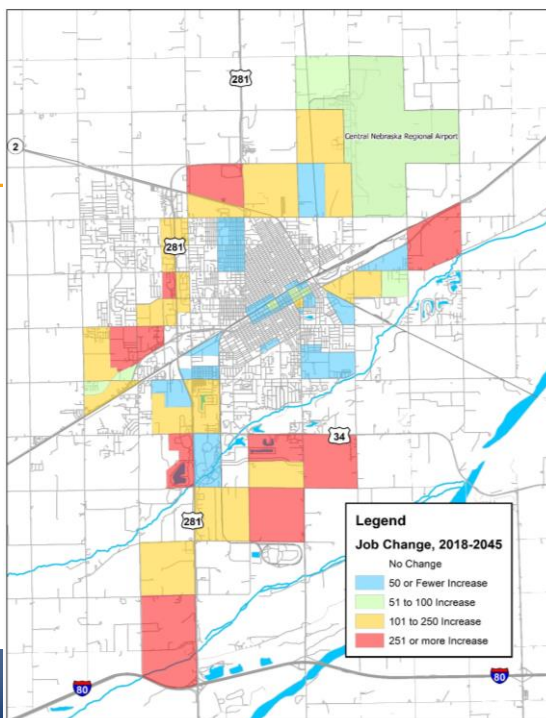 281
Central Nebraska Regional Airport
2
281
34
281
Legend
Job Change, 2018-2045
No Change
50 or Fewer Increase
51 to 100 Increase
101 to 250 Increase
251 or more Increase
80
80